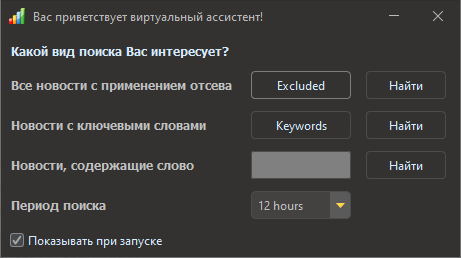 Вас приветствует виртуальный ассистент!
Какой вид поиска Вас интересует?
Все новости с применением отсева Excluded Найти
Новости с ключевыми словами Keywords Найти
Новости, содержащие слово Найти
Период поиска 12 hours
Показывать при запуске